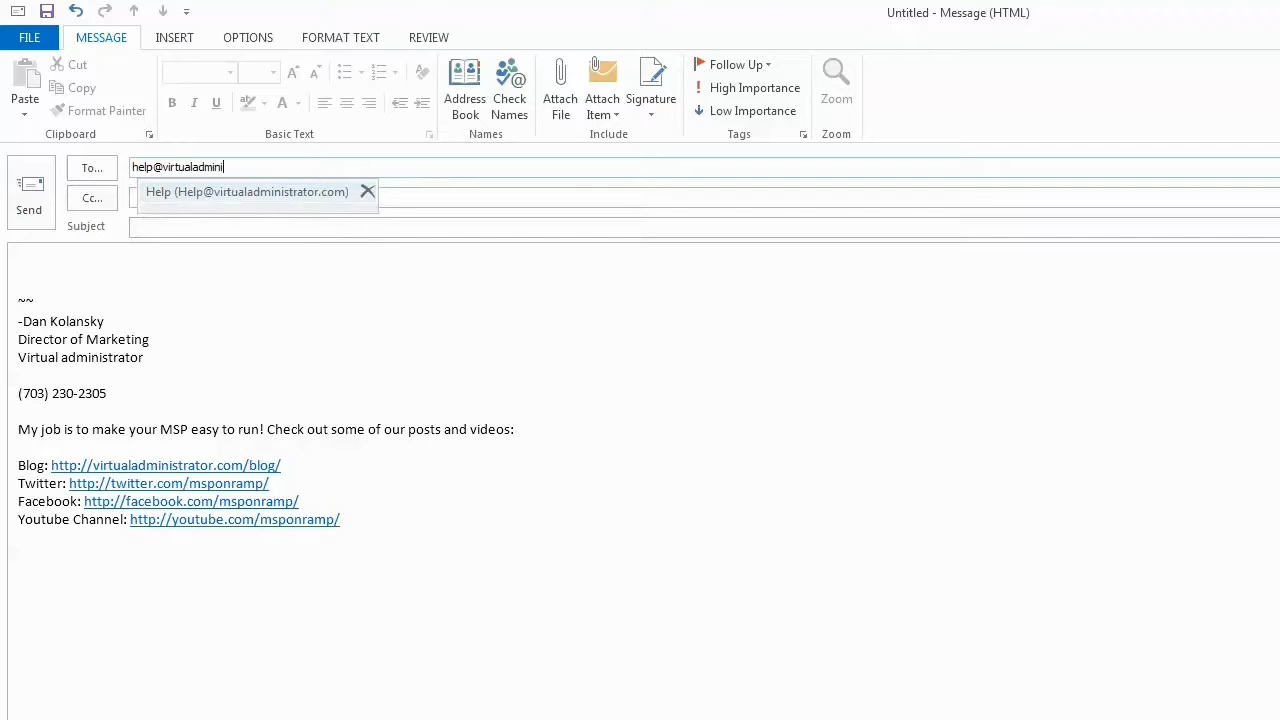 Untitled - Message (HTML)
FILE MESSAGE INSERT OPTIONS FORMAT TEXT REVIEW
Paste
Cut
Copy
Format Painter
Clipboard
B I U A
Basic Text
Address Book
Check Names
Names
Attach File
Attach Item
Signature
Include
Follow Up
High Importance
Low Importance
Tags
Zoom
Zoom
Send
To...
help@virtualadmini
Help (Help@virtualadministrator.com)
Cc...
Subject
~~
-Dan Kolansky
Director of Marketing
Virtual administrator
(703) 230-2305
My job is to make your MSP easy to run! Check out some of our posts and videos:
Blog: http://virtualadministrator.com/blog/
Twitter: http://twitter.com/msponramp/
Facebook: http://facebook.com/msponramp/
Youtube Channel: http://youtube.com/msponramp/